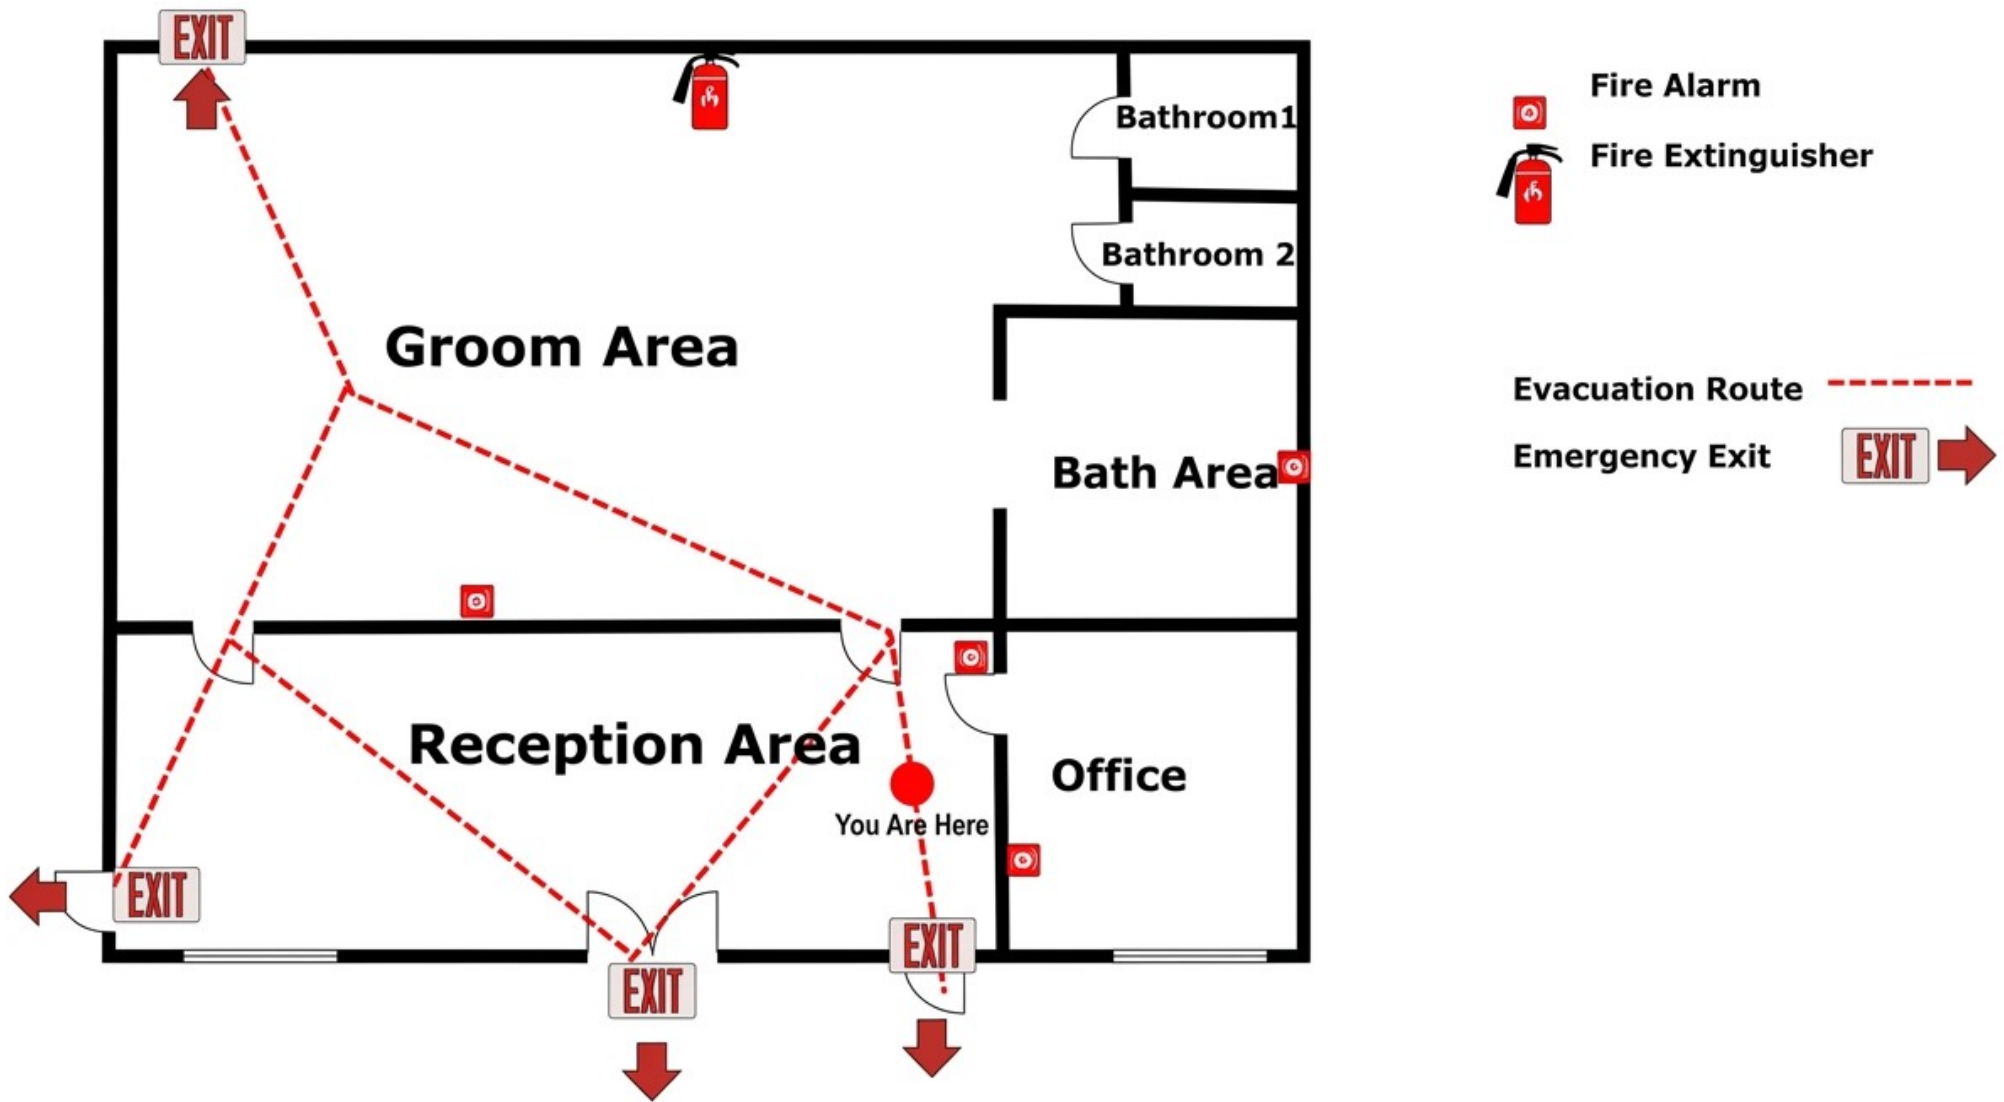 EXIT
Bathroom1
Bathroom 2
Groom Area
Bath Area
Reception Area
Office
You Are Here
EXIT
EXIT
EXIT
Fire Alarm
Fire Extinguisher
Evacuation Route
Emergency Exit
EXIT